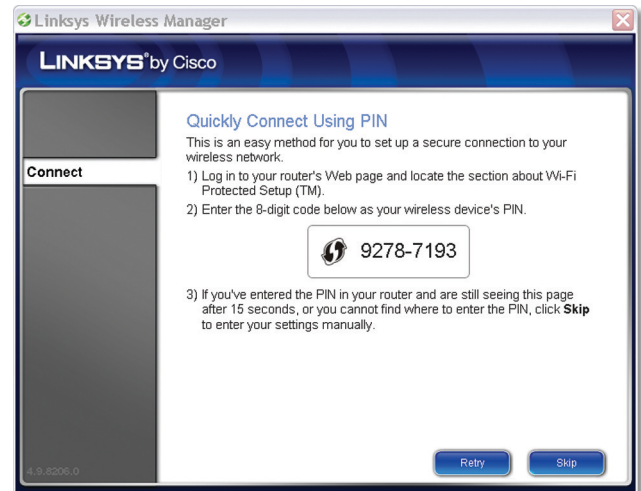 Linksys Wireless Manager
LINKSYS® by Cisco
Connect
Quickly Connect Using PIN
This is an easy method for you to set up a secure connection to your
wireless network.
1) Log in to your router's Web page and locate the section about Wi-Fi
Protected Setup (TM).
2) Enter the 8-digit code below as your wireless device's PIN.
9278-7193
3) If you've entered the PIN in your router and are still seeing this page
after 15 seconds, or you cannot find where to enter the PIN, click Skip
to enter your settings manually.
4.9.8206.0
Retry
Skip